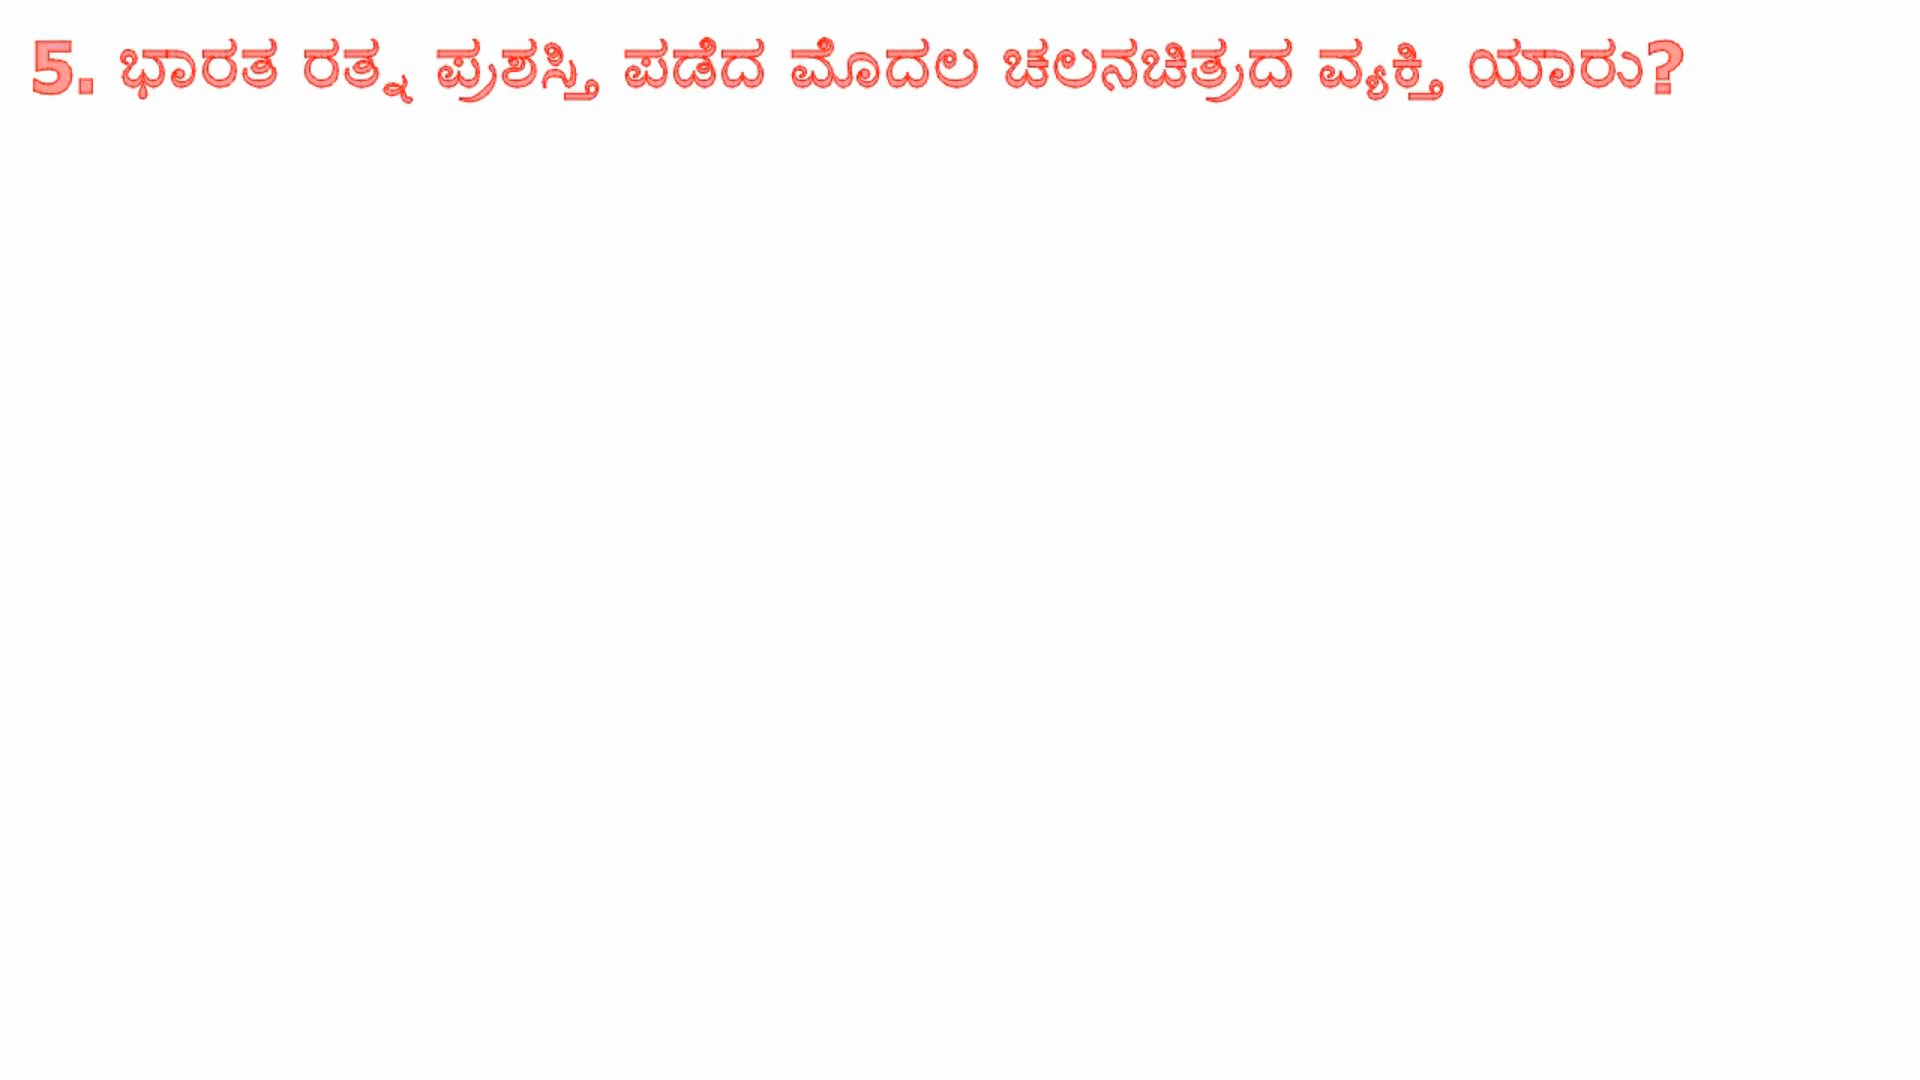 5. ಭಾರತ ರತ್ನ ಪ್ರಶಸ್ತಿ ಪಡೆದ ಮೊದಲ ಚಲನಚಿತ್ರದ ವ್ಯಕ್ತಿ ಯಾರು?